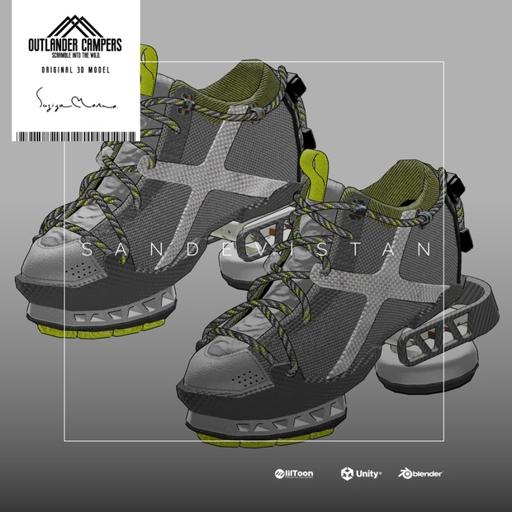 OUTLANDER CAMPERS
SCRAMBLE INTO THE WILD.
ORIGINAL 3D MODEL
SANDEVISTAN
lilToon
Unity®
blender